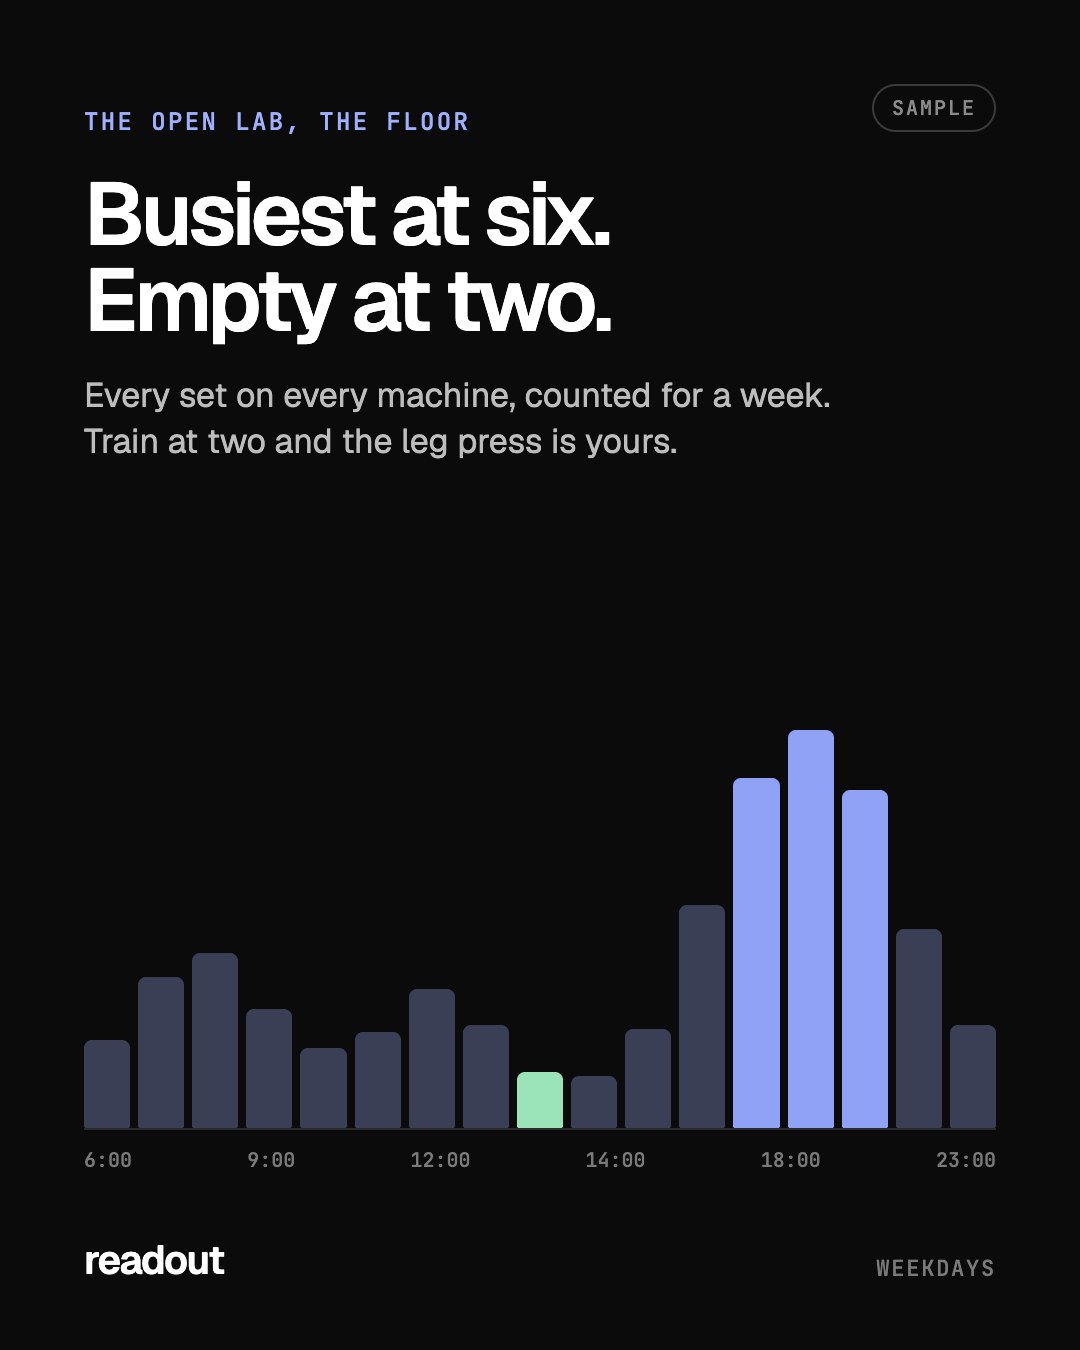 THE OPEN LAB, THE FLOOR
SAMPLE
Busiest at six.
Empty at two.
Every set on every machine, counted for a week.
Train at two and the leg press is yours.
6:00 9:00 12:00 14:00 18:00 23:00
readout
WEEKDAYS